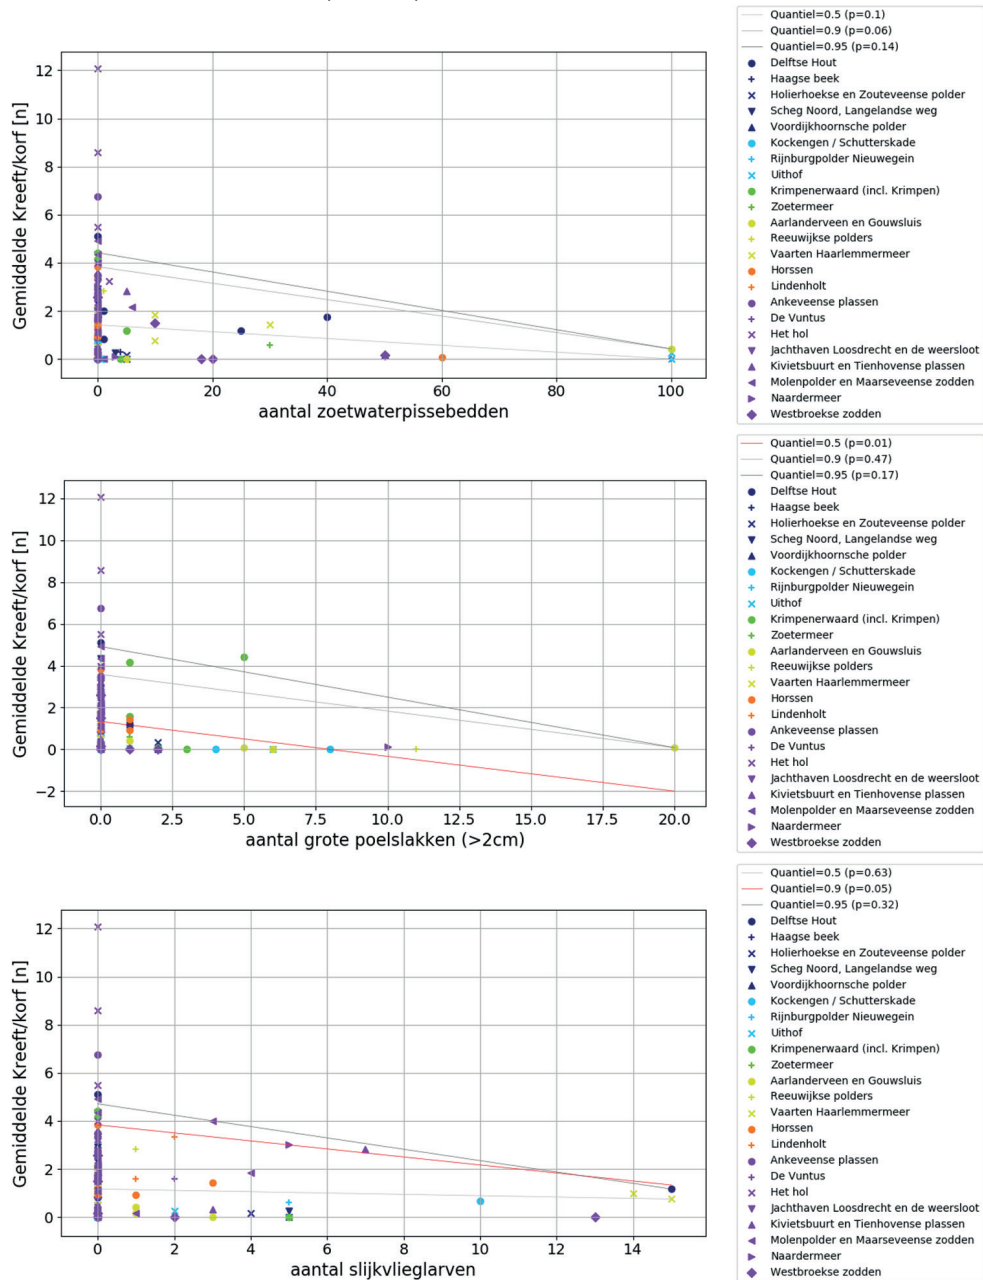 Quantiel=0.5 (p=0.1)
Quantiel=0.9 (p=0.06)
Quantiel=0.95 (p=0.14)
Delftse Hout
Haagse beek
Holierhoekse en Zouteveense polder
Scheg Noord, Langelandse weg
Voordijkhoornsche polder
Kockengen / Schutterskade
Rijnburgpolder Nieuwegein
Uithof
Krimpenerwaard (incl. Krimpen)
Zoetermeer
Aarlanderveen en Gouwsluis
Reeuwijkse polders
Vaarten Haarlemmermeer
Horssen
Lindenholt
Ankeveense plassen
De Vuntus
Het hol
Jachthaven Loosdrecht en de weersloot
Kivietsbuurt en Tienhovense plassen
Molenpolder en Maarseveense zodden
Naardermeer
Westbroekse zodden
Gemiddelde Kreeft/korf [n]
12
10
8
6
4
2
0
0 20 40 60 80 100
aantal zoetwaterpissebedden
Quantiel=0.5 (p=0.01)
Quantiel=0.9 (p=0.47)
Quantiel=0.95 (p=0.17)
Delftse Hout
Haagse beek
Holierhoekse en Zouteveense polder
Scheg Noord, Langelandse weg
Voordijkhoornsche polder
Kockengen / Schutterskade
Rijnburgpolder Nieuwegein
Uithof
Krimpenerwaard (incl. Krimpen)
Zoetermeer
Aarlanderveen en Gouwsluis
Reeuwijkse polders
Vaarten Haarlemmermeer
Horssen
Lindenholt
Ankeveense plassen
De Vuntus
Het hol
Jachthaven Loosdrecht en de weersloot
Kivietsbuurt en Tienhovense plassen
Molenpolder en Maarseveense zodden
Naardermeer
Westbroekse zodden
Gemiddelde Kreeft/korf [n]
12
10
8
6
4
2
0
−2
0.0 2.5 5.0 7.5 10.0 12.5 15.0 17.5 20.0
aantal grote poelslakken (>2cm)
Quantiel=0.5 (p=0.63)
Quantiel=0.9 (p=0.05)
Quantiel=0.95 (p=0.32)
Delftse Hout
Haagse beek
Holierhoekse en Zouteveense polder
Scheg Noord, Langelandse weg
Voordijkhoornsche polder
Kockengen / Schutterskade
Rijnburgpolder Nieuwegein
Uithof
Krimpenerwaard (incl. Krimpen)
Zoetermeer
Aarlanderveen en Gouwsluis
Reeuwijkse polders
Vaarten Haarlemmermeer
Horssen
Lindenholt
Ankeveense plassen
De Vuntus
Het hol
Jachthaven Loosdrecht en de weersloot
Kivietsbuurt en Tienhovense plassen
Molenpolder en Maarseveense zodden
Naardermeer
Westbroekse zodden
Gemiddelde Kreeft/korf [n]
12
10
8
6
4
2
0
0 2 4 6 8 10 12 14
aantal slijkvlieglarven